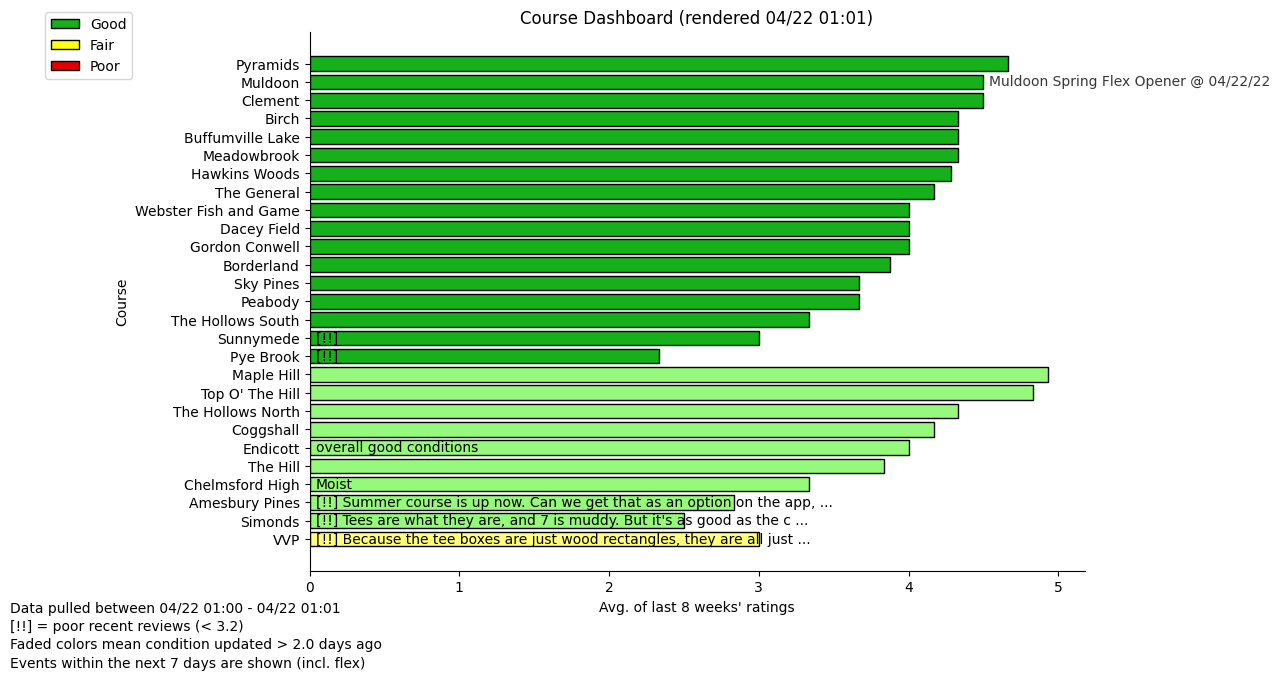 Course Dashboard (rendered 04/22 01:01)
Good
Fair
Poor
Course
Pyramids
Muldoon
Muldoon Spring Flex Opener @ 04/22/22
Clement
Birch
Buffumville Lake
Meadowbrook
Hawkins Woods
The General
Webster Fish and Game
Dacey Field
Gordon Conwell
Borderland
Sky Pines
Peabody
The Hollows South
Sunnymede [!!]
Pye Brook [!!]
Maple Hill
Top O' The Hill
The Hollows North
Coggshall
Endicott overall good conditions
The Hill
Chelmsford High Moist
Amesbury Pines [!!] Summer course is up now. Can we get that as an option on the app, ...
Simonds [!!] Tees are what they are, and 7 is muddy. But it's as good as the c ...
VVP [!!] Because the tee boxes are just wood rectangles, they are all just ...
0 1 2 3 4 5
Avg. of last 8 weeks' ratings
Data pulled between 04/22 01:00 - 04/22 01:01
[!!] = poor recent reviews (< 3.2)
Faded colors mean condition updated > 2.0 days ago
Events within the next 7 days are shown (incl. flex)